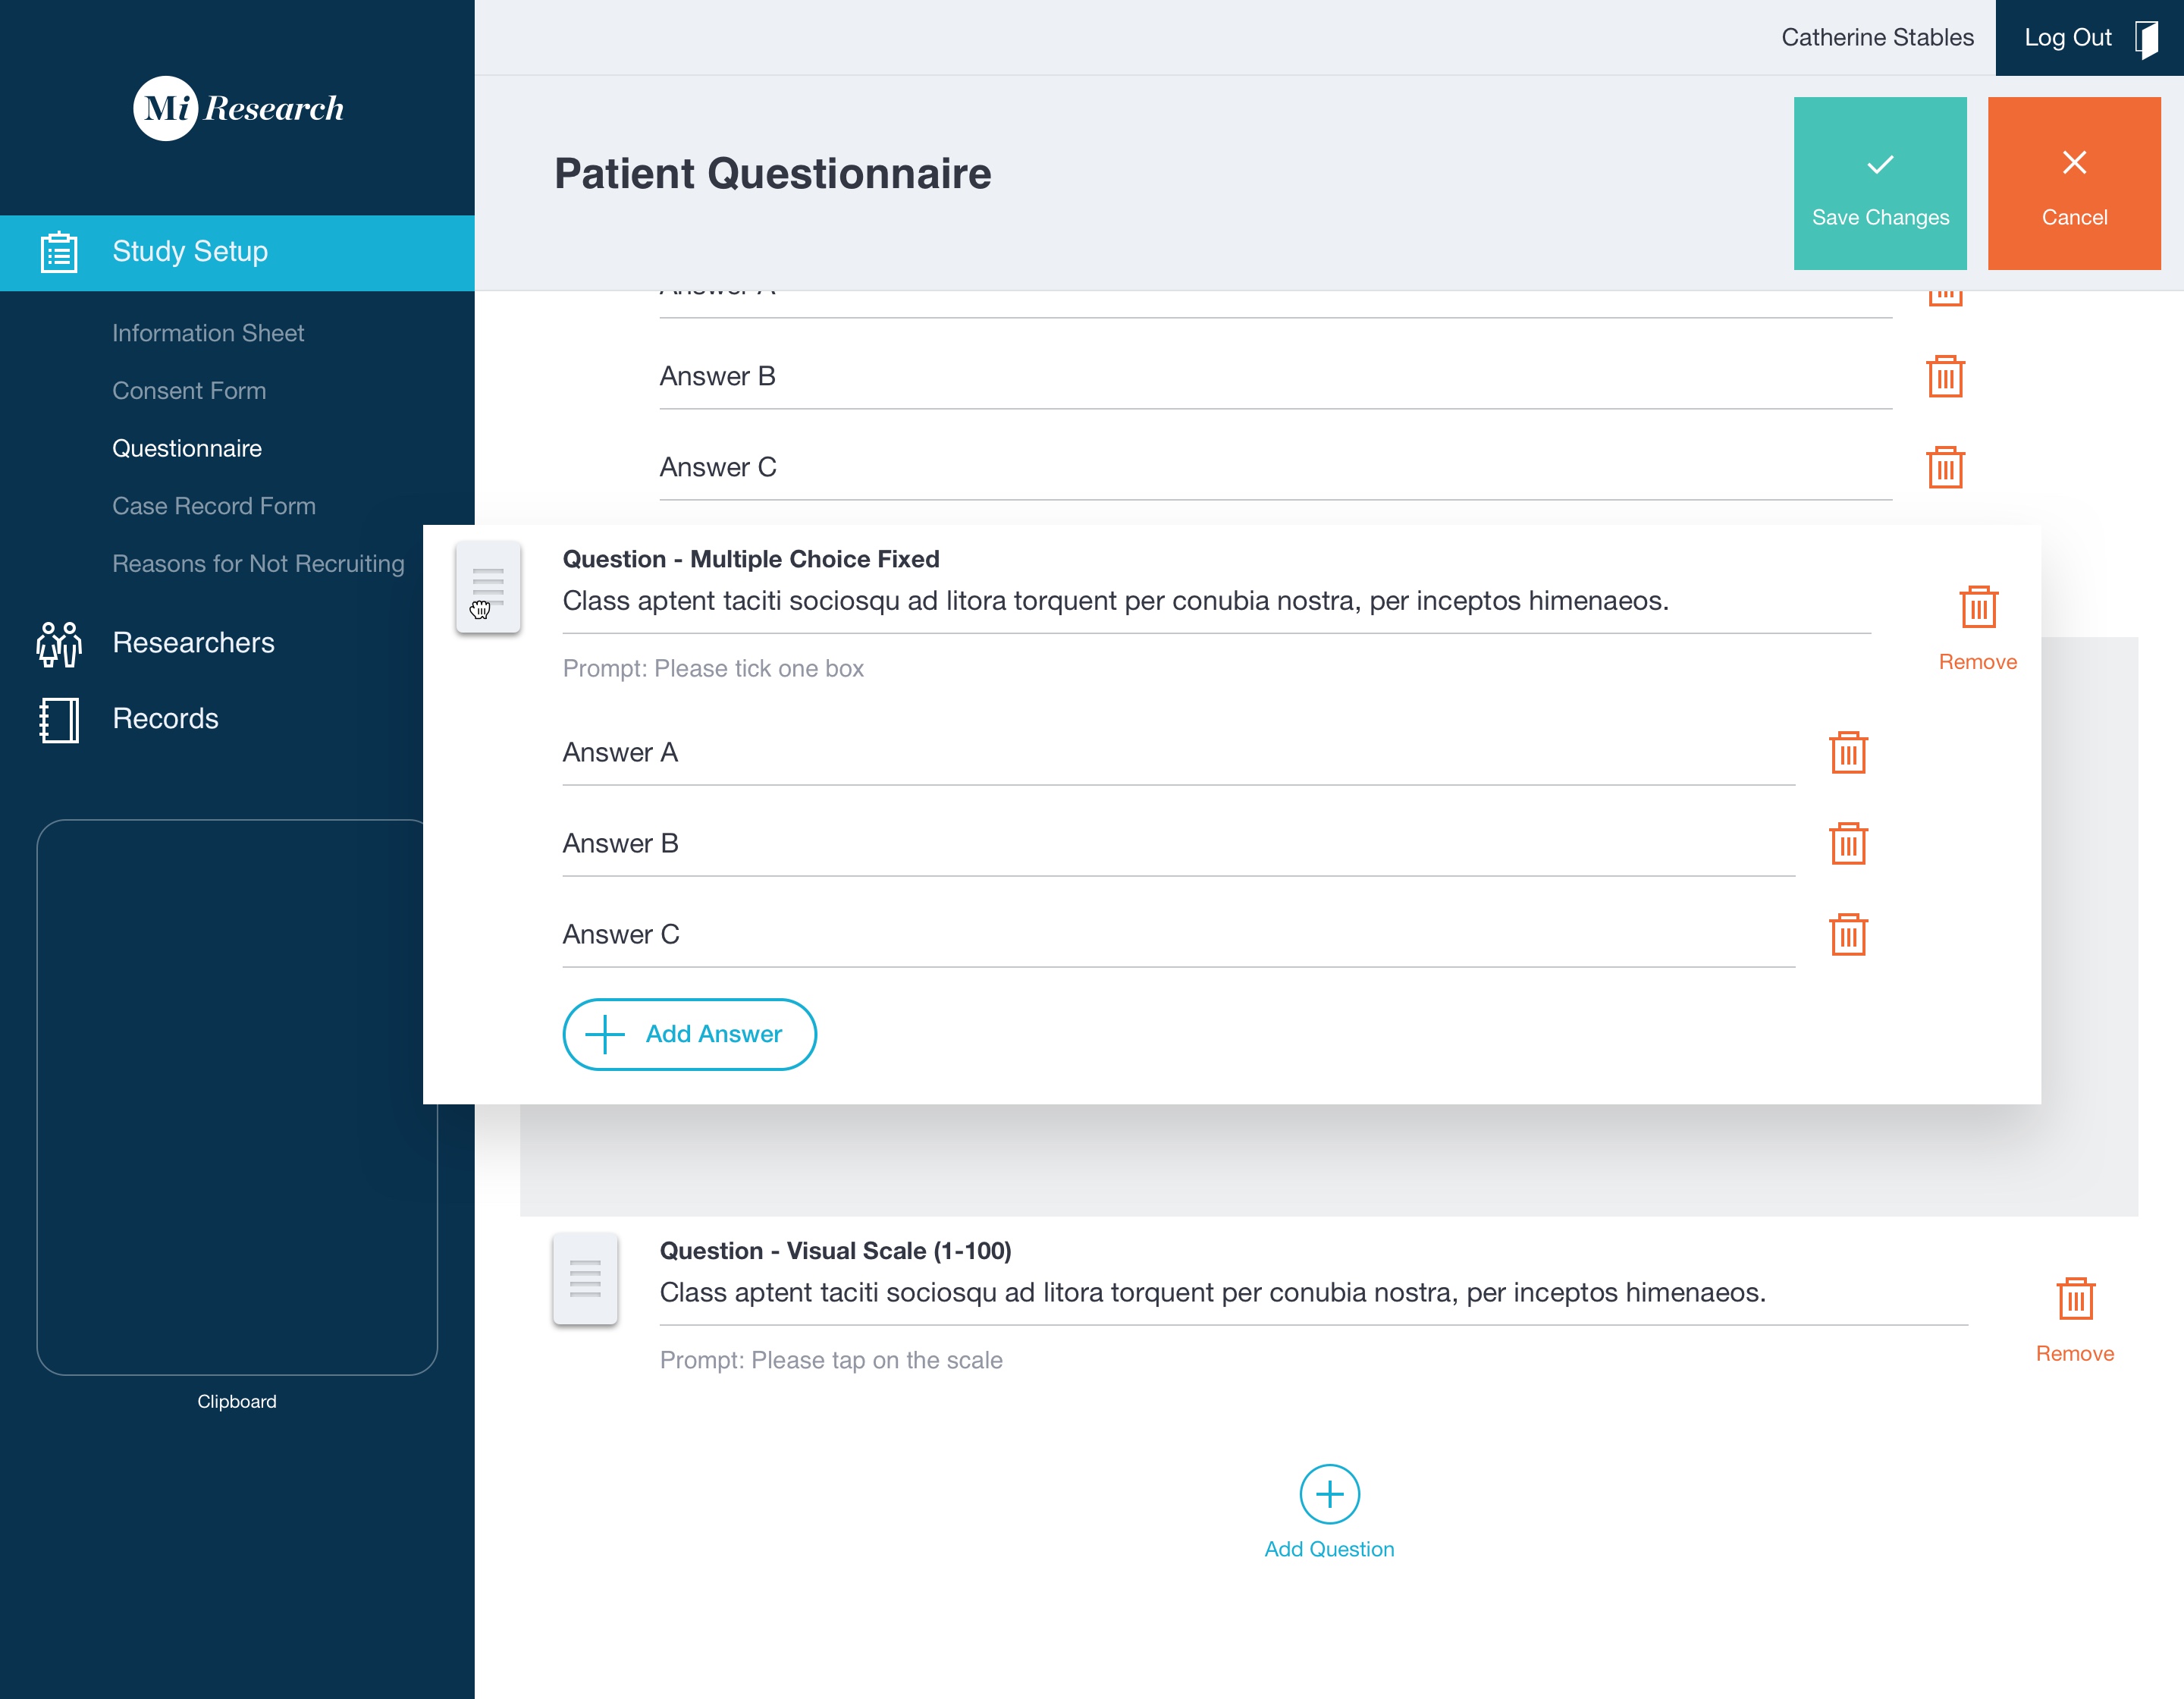 Catherine Stables
Log Out
Mi Research
Patient Questionnaire
Save Changes
Cancel
Study Setup
Information Sheet
Consent Form
Questionnaire
Case Record Form
Reasons for Not Recruiting
Researchers
Records
Clipboard
Answer A
Answer B
Answer C
Question - Multiple Choice Fixed
Class aptent taciti sociosqu ad litora torquent per conubia nostra, per inceptos himenaeos.
Remove
Prompt: Please tick one box
Answer A
Answer B
Answer C
Add Answer
Question - Visual Scale (1-100)
Class aptent taciti sociosqu ad litora torquent per conubia nostra, per inceptos himenaeos.
Remove
Prompt: Please tap on the scale
Add Question